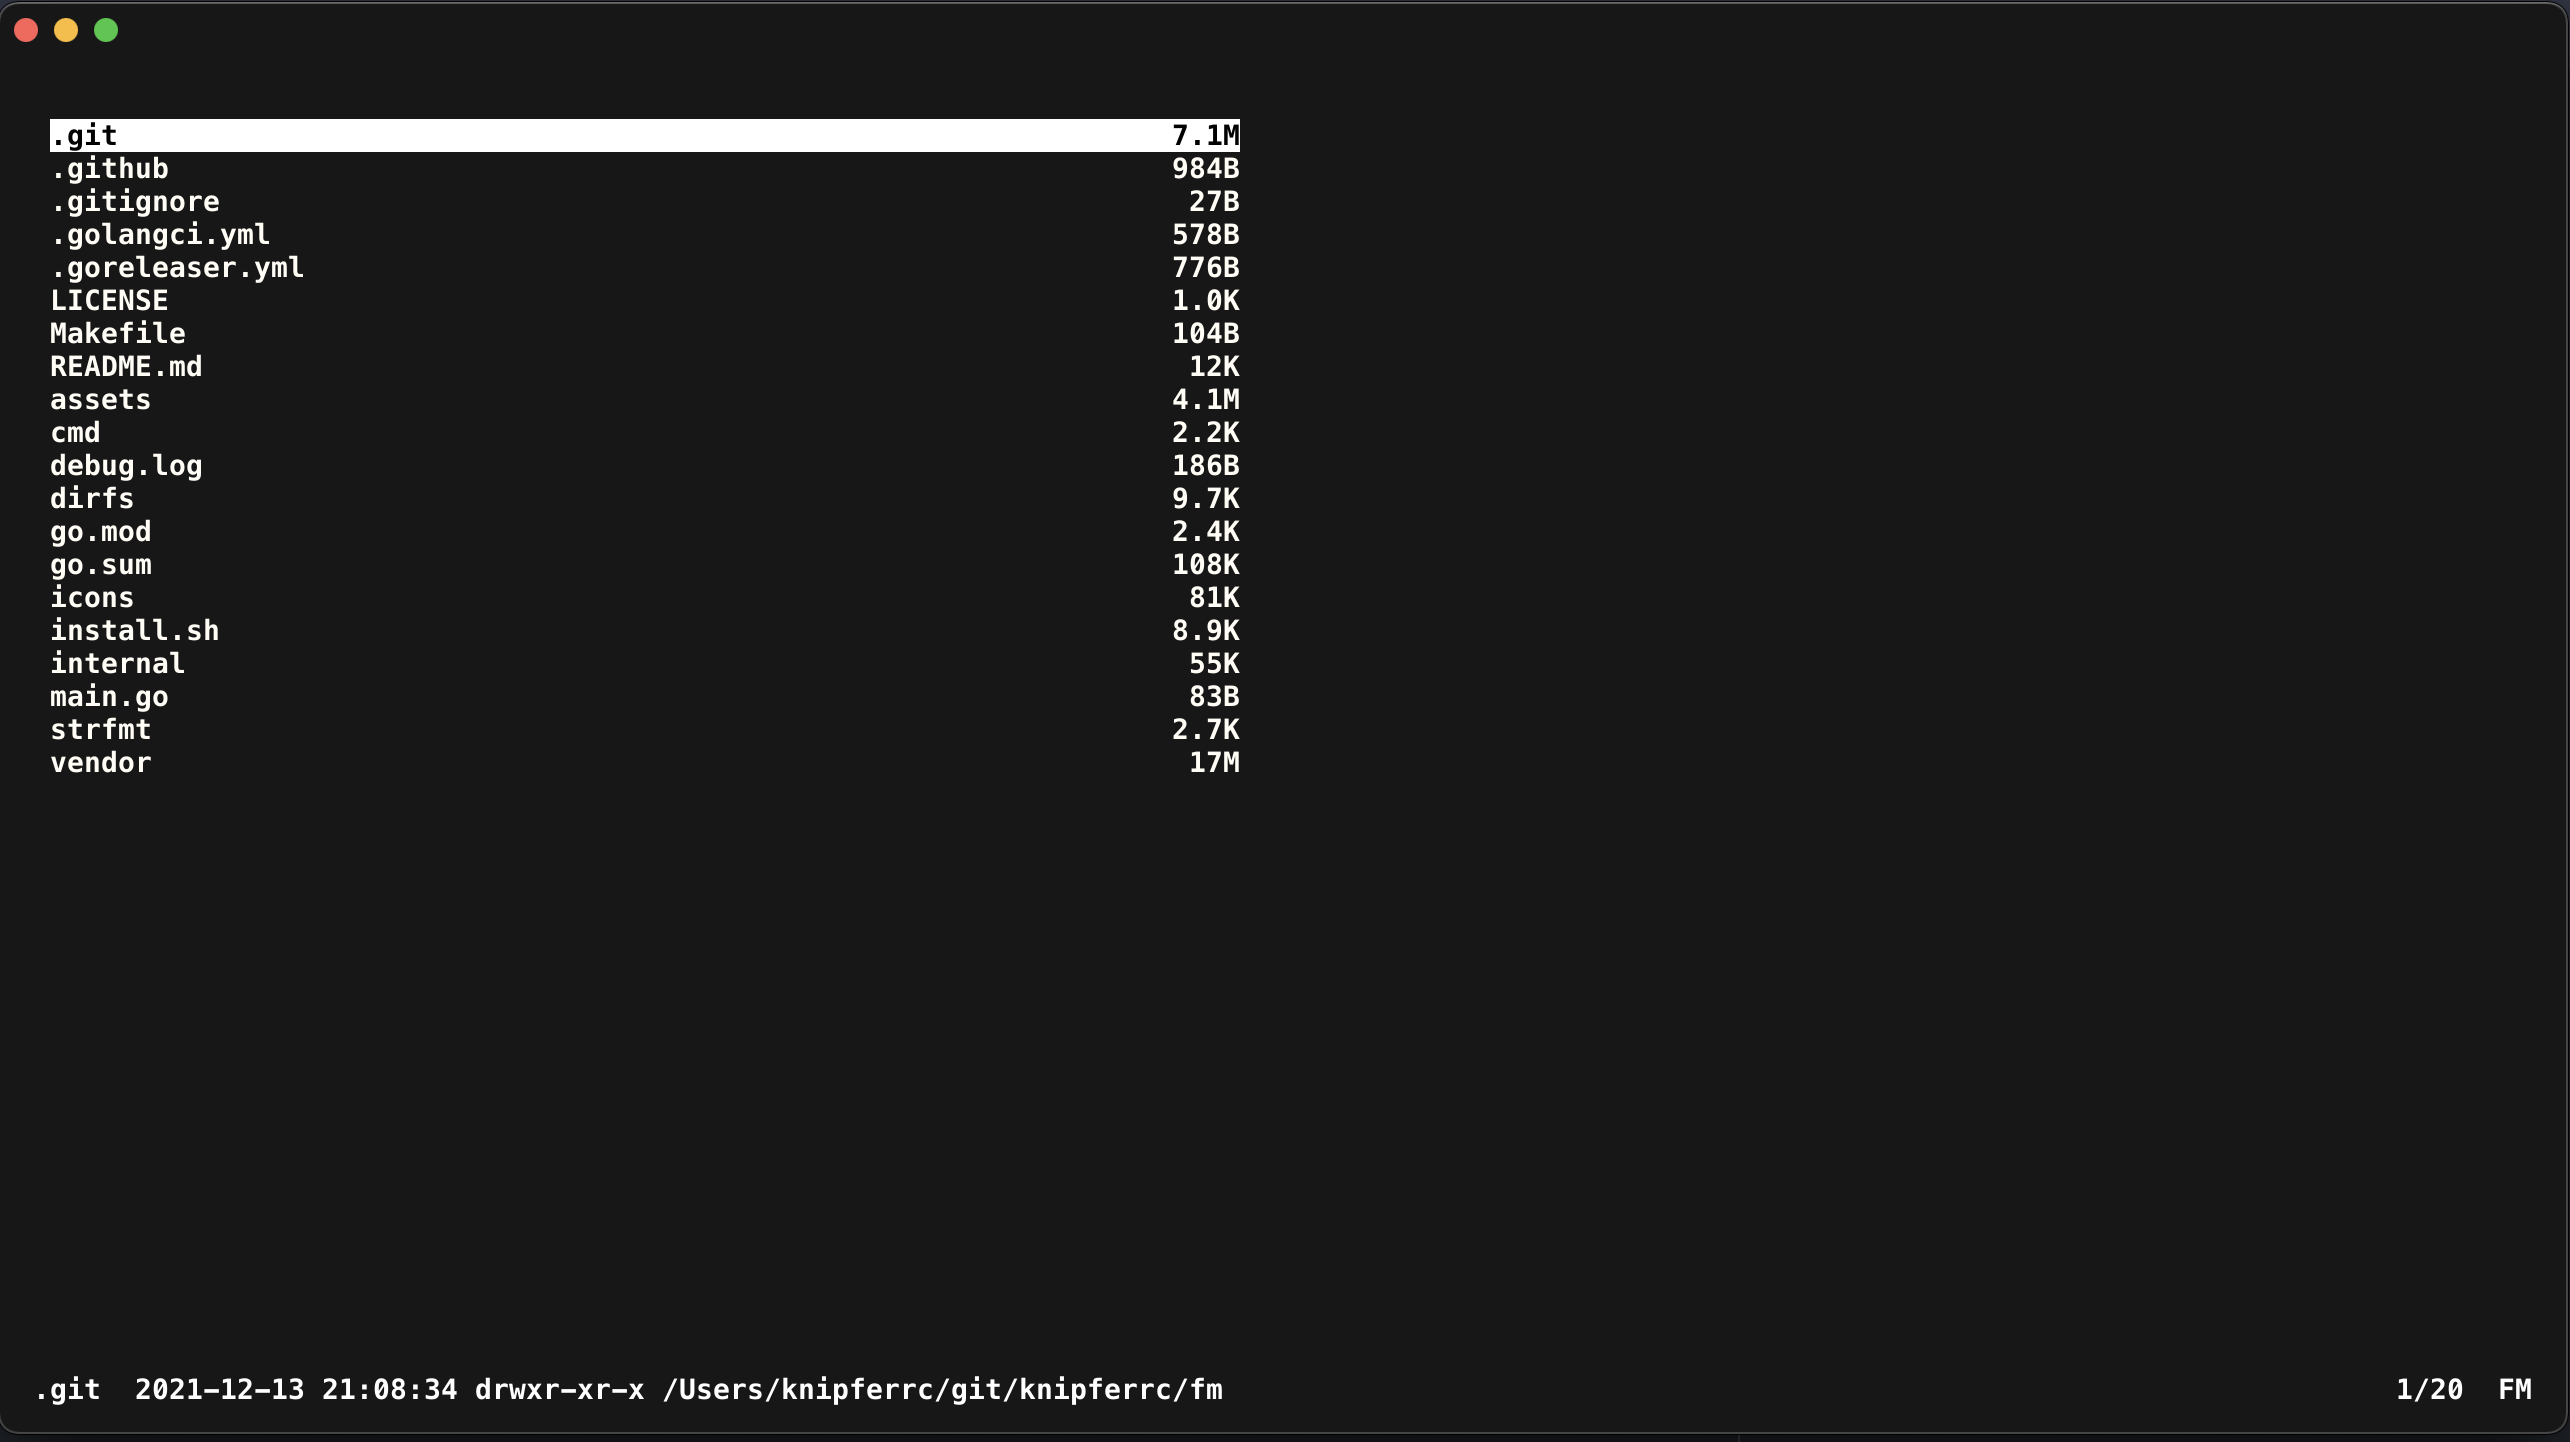 .git 7.1M
.github 984B
.gitignore 27B
.golangci.yml 578B
.goreleaser.yml 776B
LICENSE 1.0K
Makefile 104B
README.md 12K
assets 4.1M
cmd 2.2K
debug.log 186B
dirfs 9.7K
go.mod 2.4K
go.sum 108K
icons 81K
install.sh 8.9K
internal 55K
main.go 83B
strfmt 2.7K
vendor 17M
.git 2021-12-13 21:08:34 drwxr-xr-x /Users/knipferrc/git/knipferrc/fm 1/20 FM